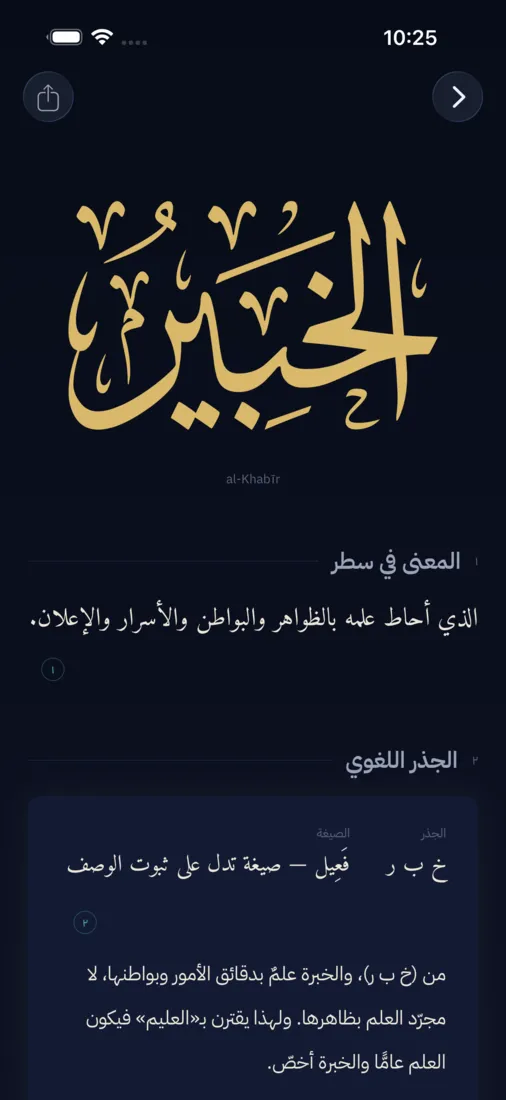 10:25
الخَبِيرُ
al-Khabīr
١ المعنى في سطر
الذي أحاط علمه بالظواهر والبواطن والأسرار والإعلان.
١
٢ الجذر اللغوي
الجذر الصيغة
خ ب ر فَعِيل — صيغة تدل على ثبوت الوصف
٢
من (خ ب ر)، والخبرة علمٌ بدقائق الأمور وبواطنها، لا
مجرّد العلم بظاهرها. ولهذا يقترن بـ«العليم» فيكون
العلم عامًّا والخبرة أخصّ.